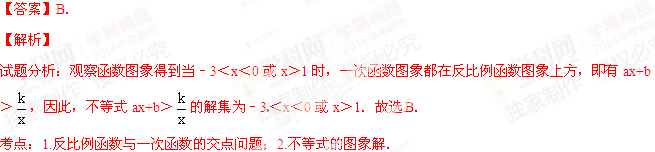 【答案】B.
【解析】
试题分析：观察函数图象得到当﹣3＜x＜0或x＞1时，一次函数图象都在反比例函数图象上方，即有ax+b
＞k/x，因此，不等式ax+b＞k/x的解集为﹣3＜x＜0或x＞1．故选B．
考点：1.反比例函数与一次函数的交点问题；2.不等式的图象解．